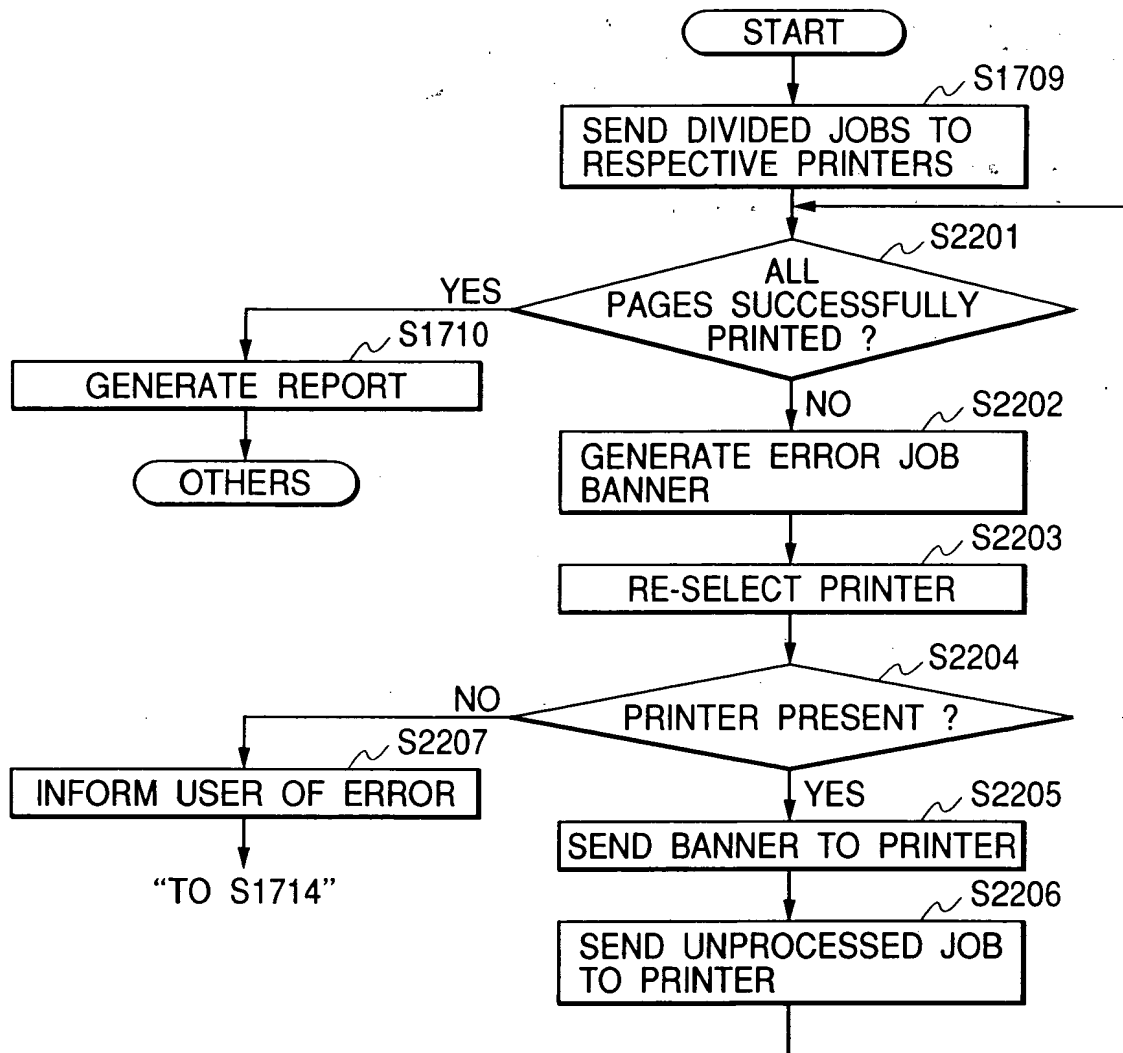 START
S1709
SEND DIVIDED JOBS TO
RESPECTIVE PRINTERS
S2201
ALL
PAGES SUCCESSFULLY
PRINTED ?
YES
S1710
GENERATE REPORT
OTHERS
NO
S2202
GENERATE ERROR JOB
BANNER
S2203
RE-SELECT PRINTER
S2204
PRINTER PRESENT ?
NO
S2207
INFORM USER OF ERROR
“TO S1714”
YES
S2205
SEND BANNER TO PRINTER
S2206
SEND UNPROCESSED JOB
TO PRINTER